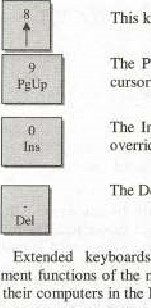 8
This k
9
PgUp
The P
cursor
0
Ins
The In
overrid
.
Del
The De
Extended keyboards
ment functions of the n
their computers in the